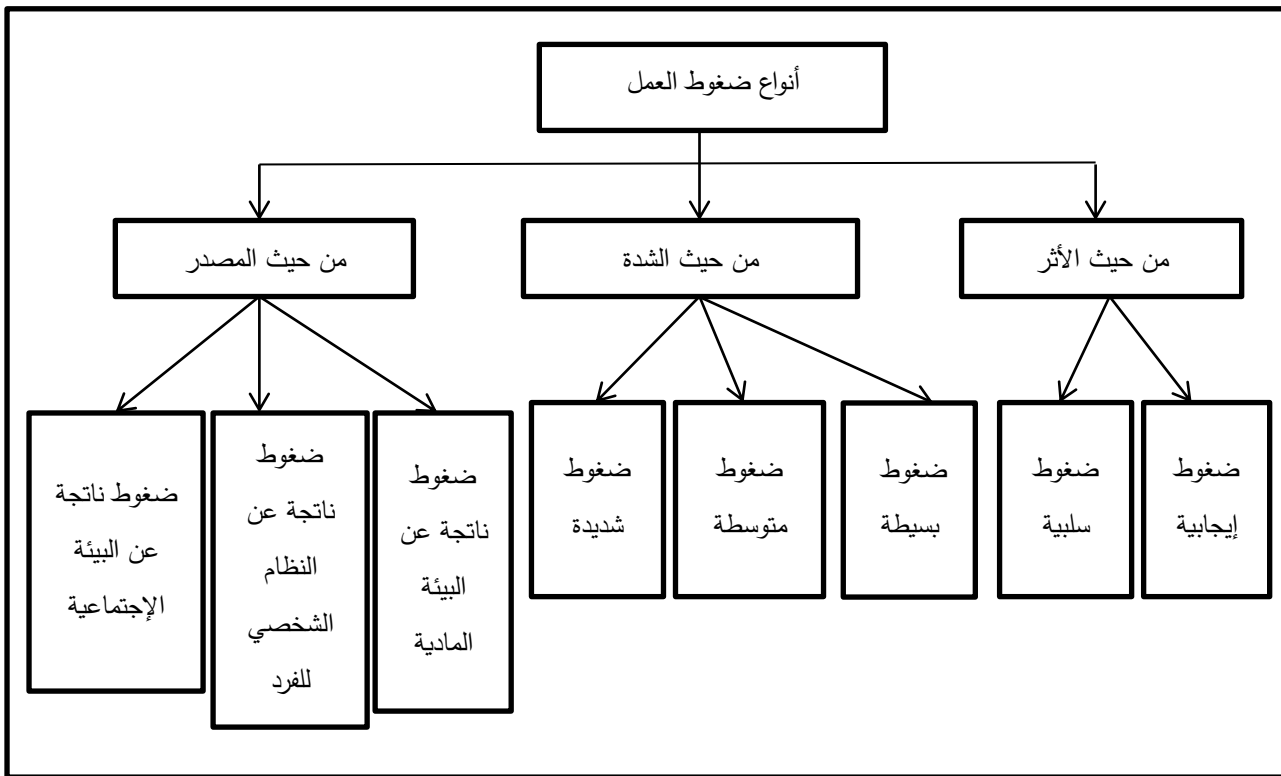 أنواع ضغوط العمل
من حيث الأثر
من حيث الشدة
من حيث المصدر
ضغوط
إيجابية
ضغوط
سلبية
ضغوط
بسيطة
ضغوط
متوسطة
ضغوط
شديدة
ضغوط
ناتجة عن
البيئة
المادية
ضغوط
ناتجة عن
النظام
الشخصي
للفرد
ضغوط ناتجة
عن البيئة
الإجتماعية